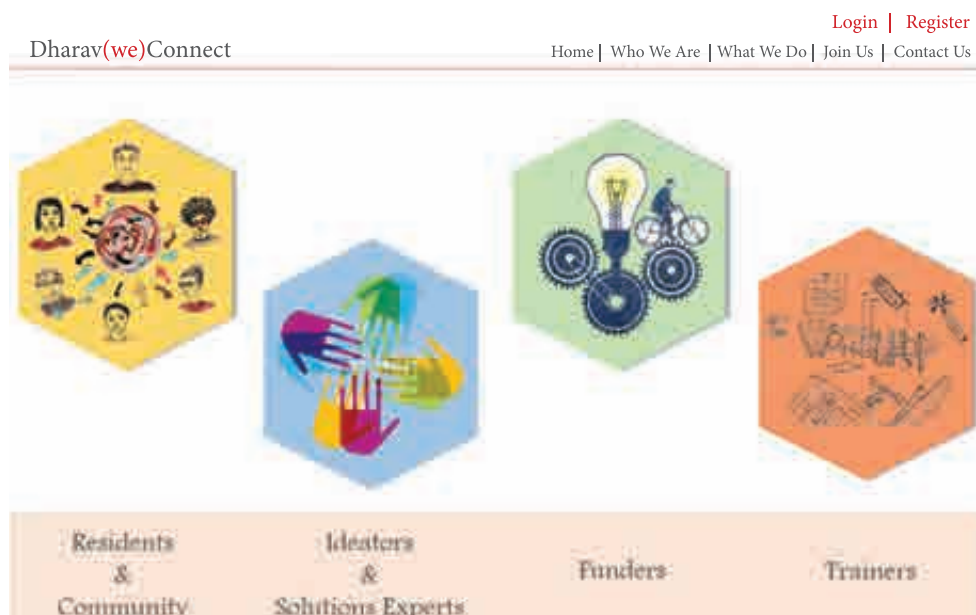 Login | Register
Dharav(we)Connect
Home | Who We Are | What We Do | Join Us | Contact Us
Residents
&
Community
Ideators
&
Solutions Experts
Funders
Trainers